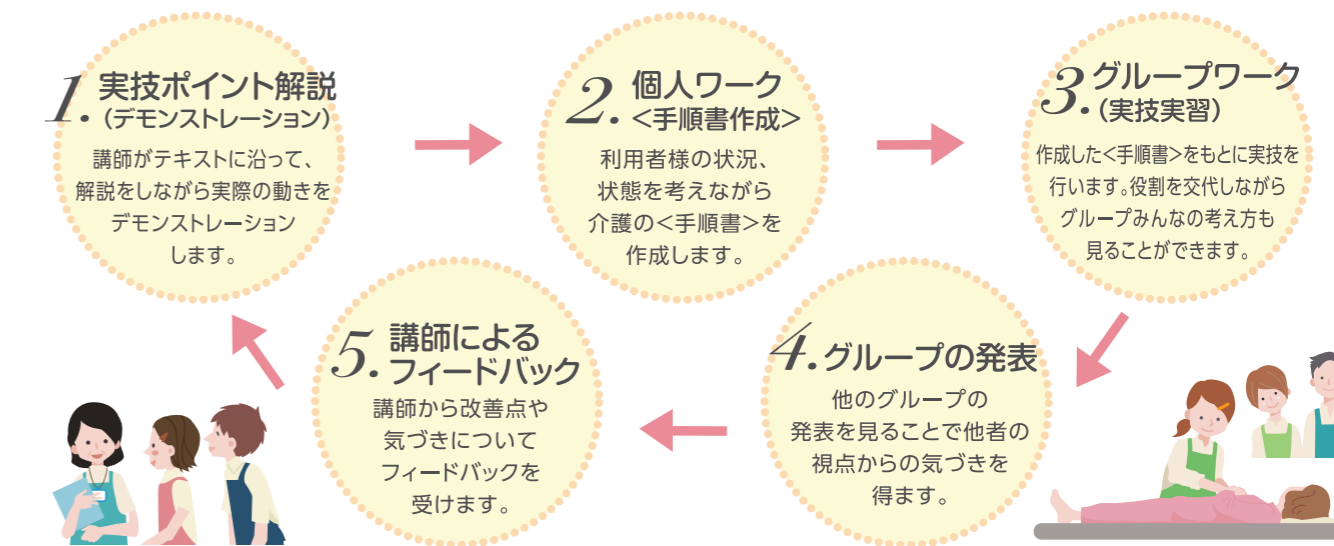 1. 実技ポイント解説
(デモンストレーション)
講師がテキストに沿って、
解説をしながら実際の動きを
デモンストレーション
します。
2. 個人ワーク
<手順書作成>
利用者様の状況、
状態を考えながら
介護の<手順書>を
作成します。
3. グループワーク
(実技実習)
作成した<手順書>をもとに実技を
行います。役割を交代しながら
グループみんなの考え方も
見ることができます。
4. グループの発表
他のグループの
発表を見ることで他者の
視点からの気づきを
得ます。
5. 講師による
フィードバック
講師から改善点や
気づきについて
フィードバックを
受けます。